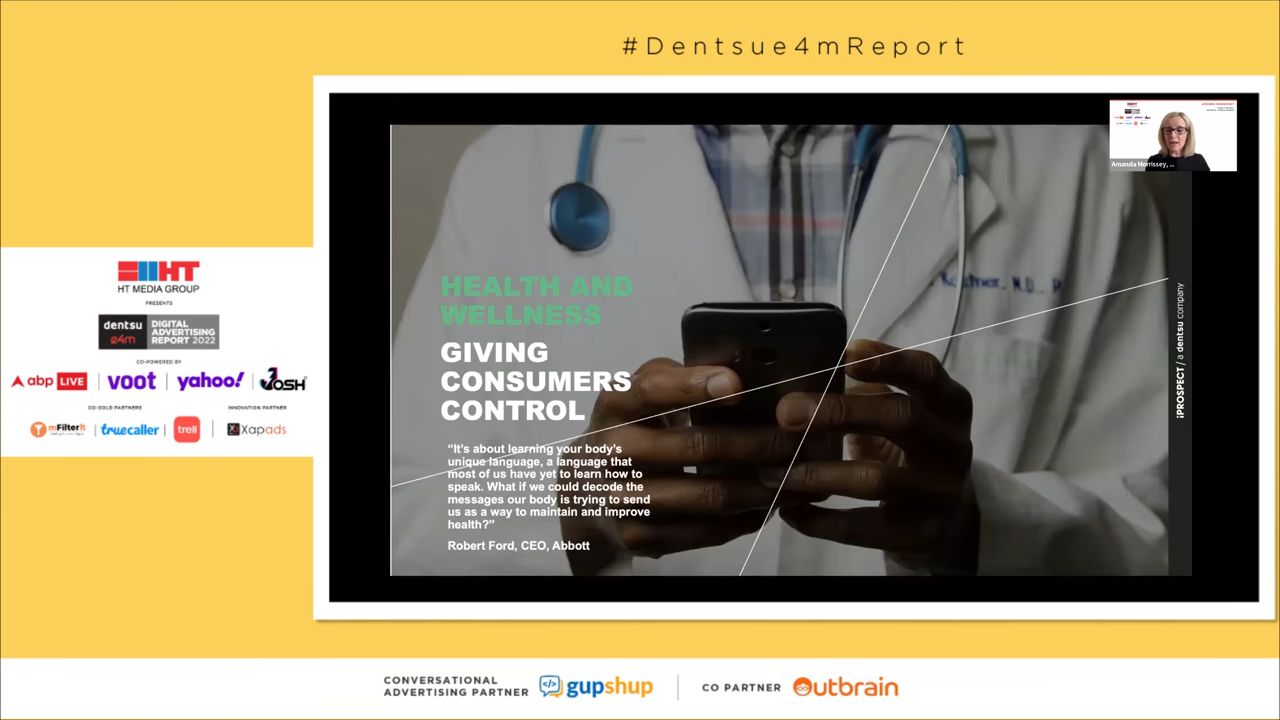 #Dentsue4mReport
HT
HT MEDIA GROUP
PRESENTS
dentsu
e4m
DIGITAL
ADVERTISING
REPORT 2022
CO-POWERED BY
abp LIVE
VOOT
yahoo!
JOSH
CO-GOLD PARTNERS
INNOVATION PARTNER
mFilterIt
truecaller
trell
Xapads
Amanda Morrissey, ...
HEALTH AND
WELLNESS
GIVING
CONSUMERS
CONTROL
“It’s about learning your body’s
unique language, a language that
most of us have yet to learn how to
speak. What if we could decode the
messages our body is trying to send
us as a way to maintain and improve
health?”
Robert Ford, CEO, Abbott
iPROSPECT / a dentsu company
CONVERSATIONAL
ADVERTISING PARTNER
gupshup
CO PARTNER
Outbrain